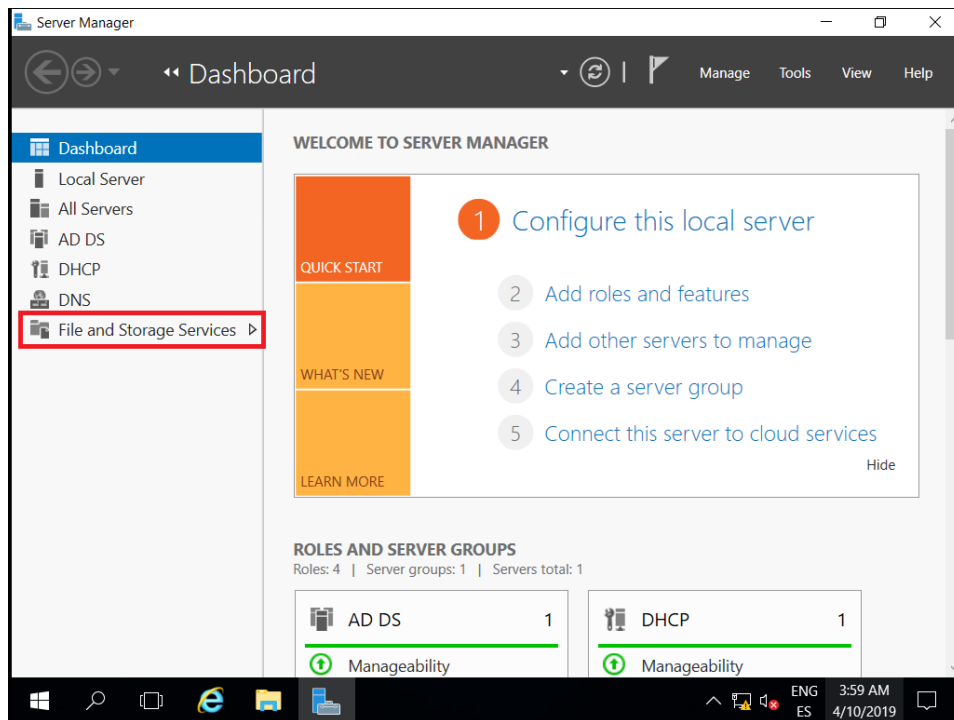 Server Manager
Dashboard
Manage Tools View Help
Dashboard
Local Server
All Servers
AD DS
DHCP
DNS
File and Storage Services
WELCOME TO SERVER MANAGER
QUICK START
WHAT'S NEW
LEARN MORE
1 Configure this local server
2 Add roles and features
3 Add other servers to manage
4 Create a server group
5 Connect this server to cloud services
Hide
ROLES AND SERVER GROUPS
Roles: 4 | Server groups: 1 | Servers total: 1
AD DS 1
Manageability
DHCP 1
Manageability
ENG
ES
3:59 AM
4/10/2019